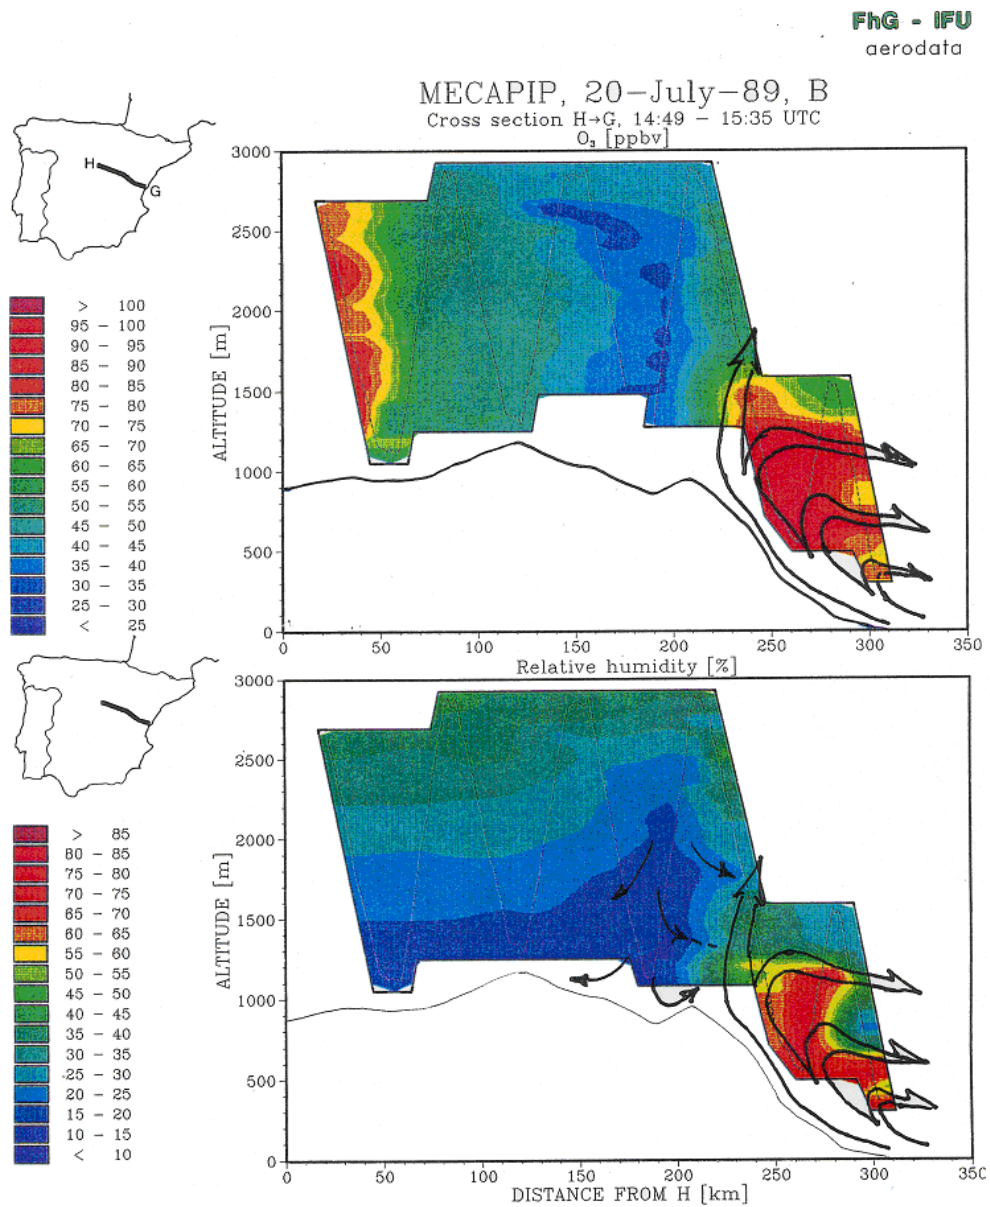 FhG - IFU
aerodata
MECAPIP, 20-July-89, B
Cross section H→G, 14:49 - 15:35 UTC
O₃ [ppbv]
H
G
> 100
95 - 100
90 - 95
85 - 90
80 - 85
75 - 80
70 - 75
65 - 70
60 - 65
55 - 60
50 - 55
45 - 50
40 - 45
35 - 40
30 - 35
25 - 30
< 25
ALTITUDE [m]
3000
2500
2000
1500
1000
500
0
0 50 100 150 200 250 300 350
Relative humidity [%]
> 85
80 - 85
75 - 80
70 - 75
65 - 70
60 - 65
55 - 60
50 - 55
45 - 50
40 - 45
35 - 40
30 - 35
25 - 30
20 - 25
15 - 20
10 - 15
< 10
ALTITUDE [m]
3000
2500
2000
1500
1000
500
0
0 50 100 150 200 250 300 350
DISTANCE FROM H [km]